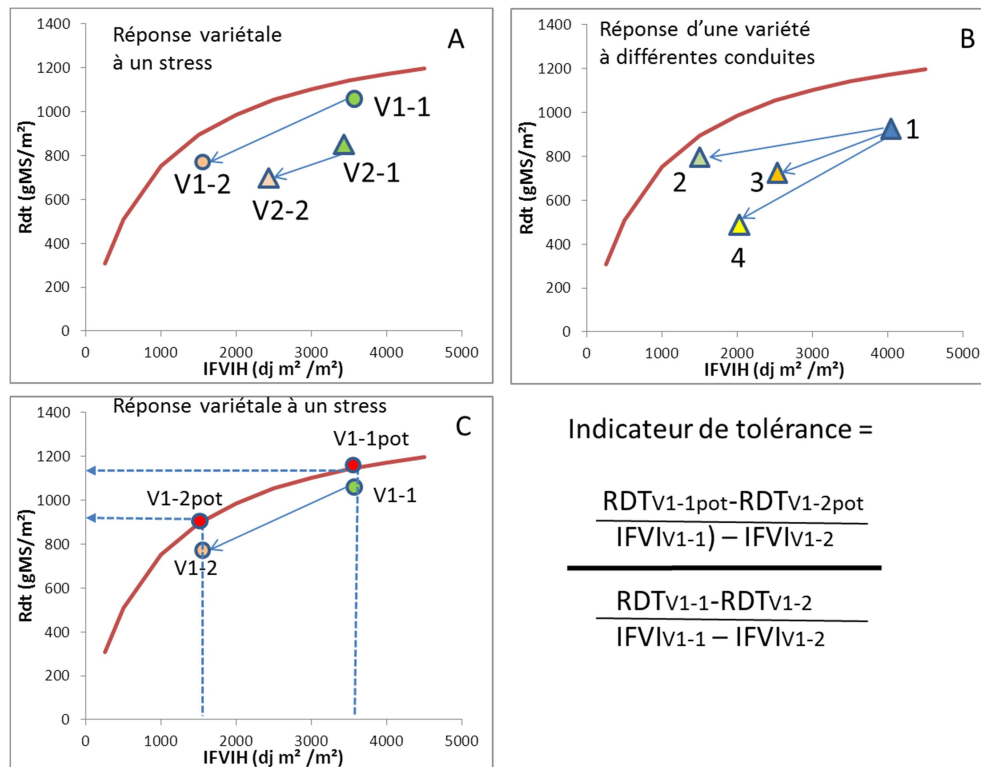 Réponse variétale
à un stress
A
Rdt (gMS/m²)
1400
1200
1000
800
600
400
200
0
V1-1
V1-2
V2-1
V2-2
0 1000 2000 3000 4000 5000
IFVIH (dj m² /m²)
Réponse d’une variété
à différentes conduites
B
Rdt (gMS/m²)
1400
1200
1000
800
600
400
200
0
1
2
3
4
0 1000 2000 3000 4000 5000
IFVIH (dj m² /m²)
Réponse variétale à un stress
C
Rdt (gMS/m²)
1400
1200
1000
800
600
400
200
0
V1-1pot
V1-2pot
V1-1
V1-2
0 1000 2000 3000 4000 5000
IFVIH (dj m² /m²)
Indicateur de tolérance =
RDTV1-1pot-RDTV1-2pot
IFVIV1-1) – IFVIV1-2
RDTV1-1-RDTV1-2
IFVIV1-1 – IFVIV1-2